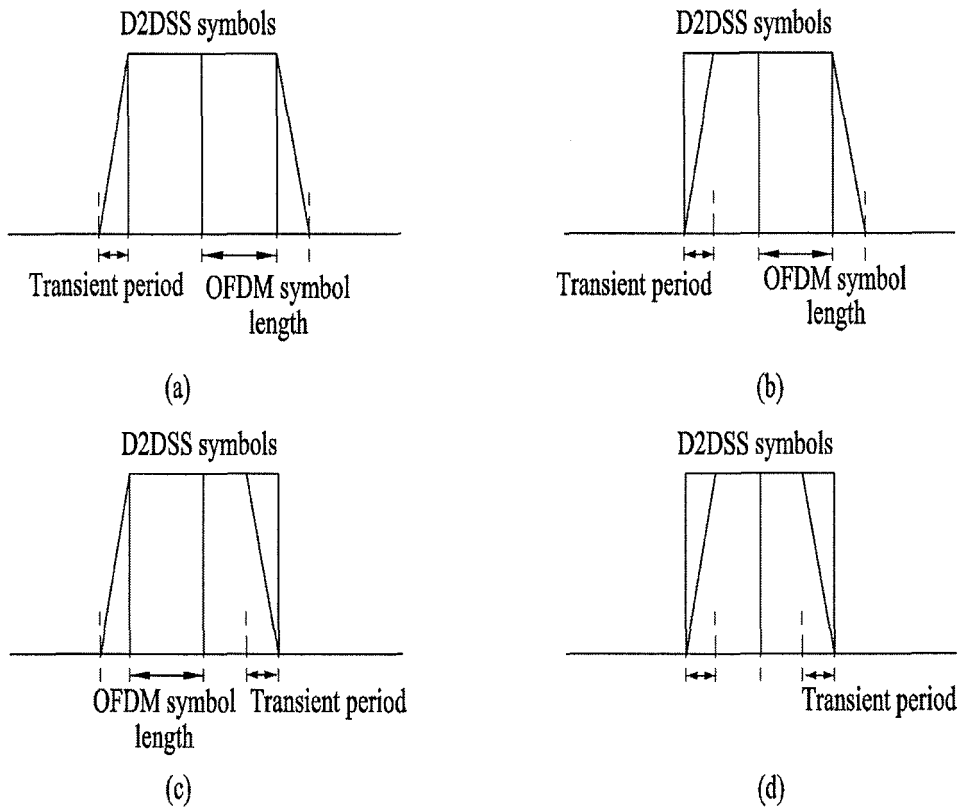 D2DSS symbols
Transient period
OFDM symbol
length
(a)
D2DSS symbols
Transient period
OFDM symbol
length
(b)
D2DSS symbols
OFDM symbol
length
Transient period
(c)
D2DSS symbols
Transient period
(d)